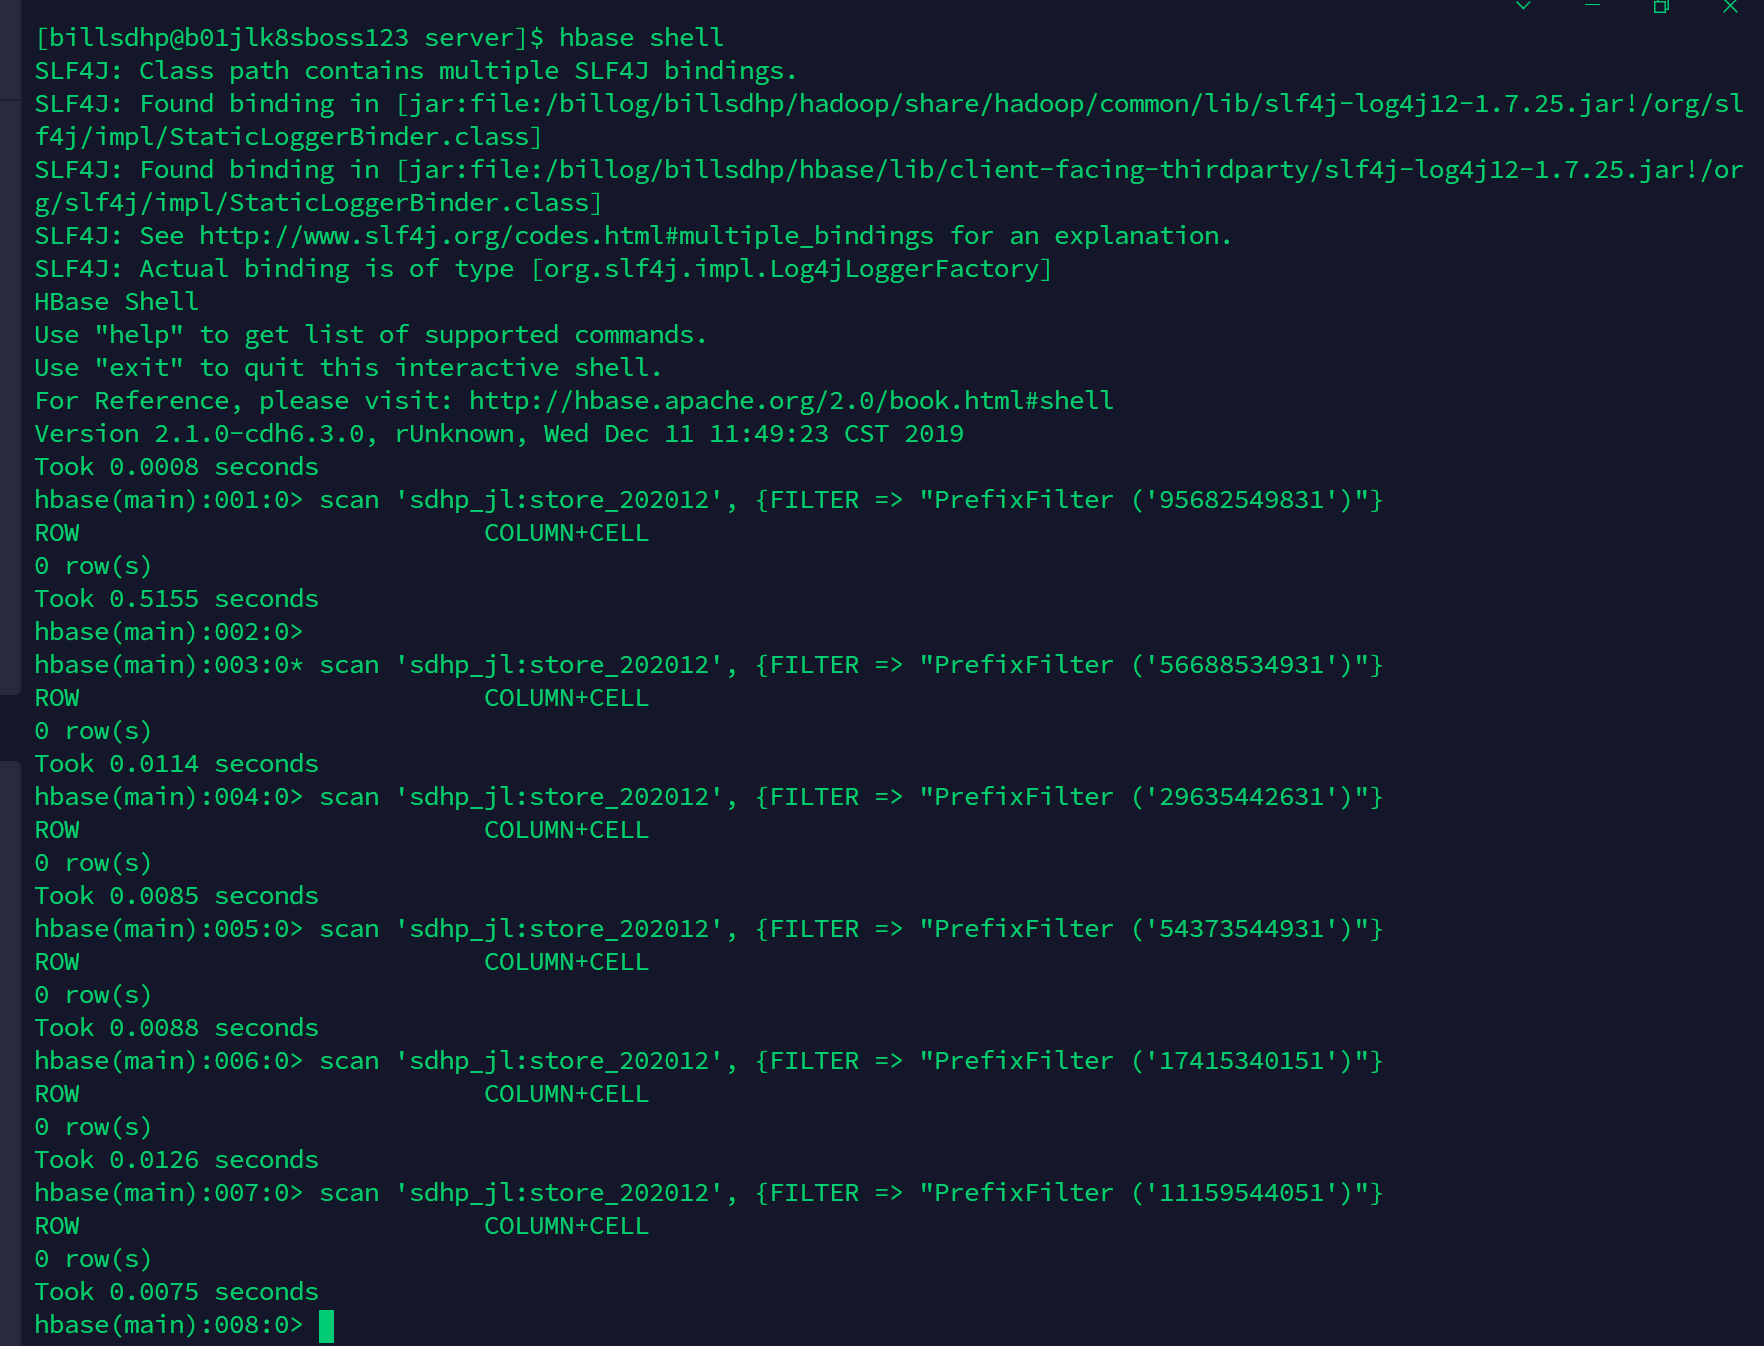 [billsdhp@b01jlk8sboss123 server]$ hbase shell
SLF4J: Class path contains multiple SLF4J bindings.
SLF4J: Found binding in [jar:file:/billog/billsdhp/hadoop/share/hadoop/common/lib/slf4j-log4j12-1.7.25.jar!/org/sl
f4j/impl/StaticLoggerBinder.class]
SLF4J: Found binding in [jar:file:/billog/billsdhp/hbase/lib/client-facing-thirdparty/slf4j-log4j12-1.7.25.jar!/or
g/slf4j/impl/StaticLoggerBinder.class]
SLF4J: See http://www.slf4j.org/codes.html#multiple_bindings for an explanation.
SLF4J: Actual binding is of type [org.slf4j.impl.Log4jLoggerFactory]
HBase Shell
Use "help" to get list of supported commands.
Use "exit" to quit this interactive shell.
For Reference, please visit: http://hbase.apache.org/2.0/book.html#shell
Version 2.1.0-cdh6.3.0, rUnknown, Wed Dec 11 11:49:23 CST 2019
Took 0.0008 seconds
hbase(main):001:0> scan 'sdhp_jl:store_202012', {FILTER => "PrefixFilter ('95682549831')"}
ROW                           COLUMN+CELL
0 row(s)
Took 0.5155 seconds
hbase(main):002:0>
hbase(main):003:0* scan 'sdhp_jl:store_202012', {FILTER => "PrefixFilter ('56688534931')"}
ROW                           COLUMN+CELL
0 row(s)
Took 0.0114 seconds
hbase(main):004:0> scan 'sdhp_jl:store_202012', {FILTER => "PrefixFilter ('29635442631')"}
ROW                           COLUMN+CELL
0 row(s)
Took 0.0085 seconds
hbase(main):005:0> scan 'sdhp_jl:store_202012', {FILTER => "PrefixFilter ('54373544931')"}
ROW                           COLUMN+CELL
0 row(s)
Took 0.0088 seconds
hbase(main):006:0> scan 'sdhp_jl:store_202012', {FILTER => "PrefixFilter ('17415340151')"}
ROW                           COLUMN+CELL
0 row(s)
Took 0.0126 seconds
hbase(main):007:0> scan 'sdhp_jl:store_202012', {FILTER => "PrefixFilter ('11159544051')"}
ROW                           COLUMN+CELL
0 row(s)
Took 0.0075 seconds
hbase(main):008:0>